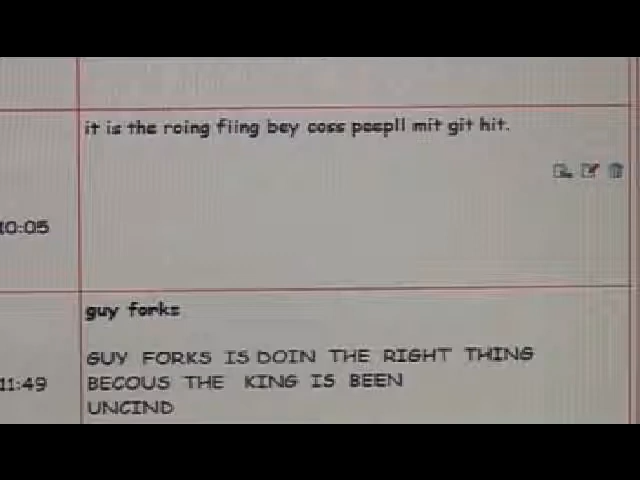 it is the roing fiing bey coss peepll mit git hit.
10:05
guy forks
GUY FORKS IS DOIN THE RIGHT THING
11:49
BECOUS THE KING IS BEEN
UNCIND